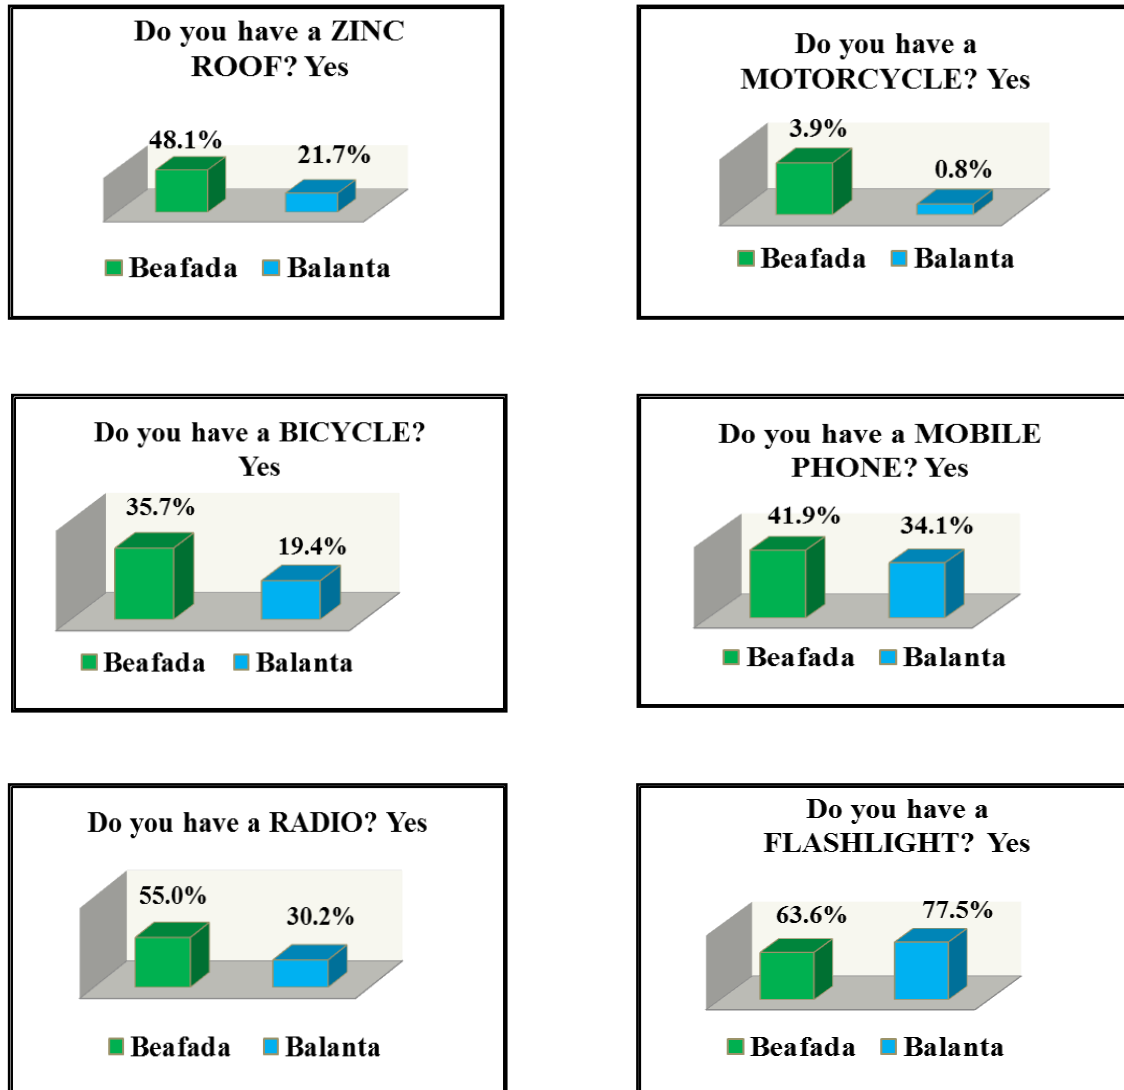 Do you have a ZINC
ROOF? Yes
48.1%
21.7%
Beafada Balanta
Do you have a
MOTORCYCLE? Yes
3.9%
0.8%
Beafada Balanta
Do you have a BICYCLE?
Yes
35.7%
19.4%
Beafada Balanta
Do you have a MOBILE
PHONE? Yes
41.9%
34.1%
Beafada Balanta
Do you have a RADIO? Yes
55.0%
30.2%
Beafada Balanta
Do you have a
FLASHLIGHT? Yes
63.6%
77.5%
Beafada Balanta